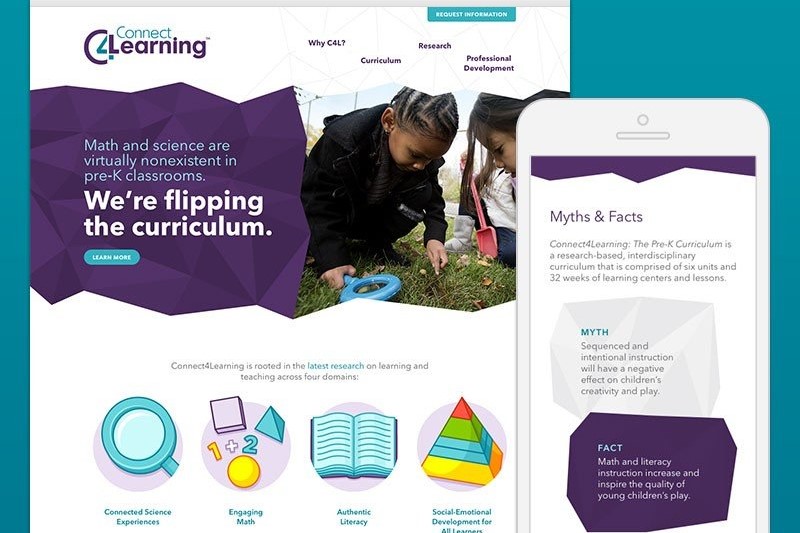 REQUEST INFORMATION
Connect
C4Learning™
Why C4L?
Curriculum
Research
Professional
Development
Math and science are
virtually nonexistent in
pre-K classrooms.
We're flipping
the curriculum.
LEARN MORE
Connect4Learning is rooted in the latest research on learning and
teaching across four domains:
1+2
Connected Science
Experiences
Engaging
Math
Authentic
Literacy
Social-Emotional
Development for
All Learners
Myths & Facts
Connect4Learning: The Pre-K Curriculum is
a research-based, interdisciplinary
curriculum that is comprised of six units and
32 weeks of learning centers and lessons.
MYTH
Sequenced and
intentional instruction
will have a negative
effect on children's
creativity and play.
FACT
Math and literacy
instruction increase and
inspire the quality of
young children's play.